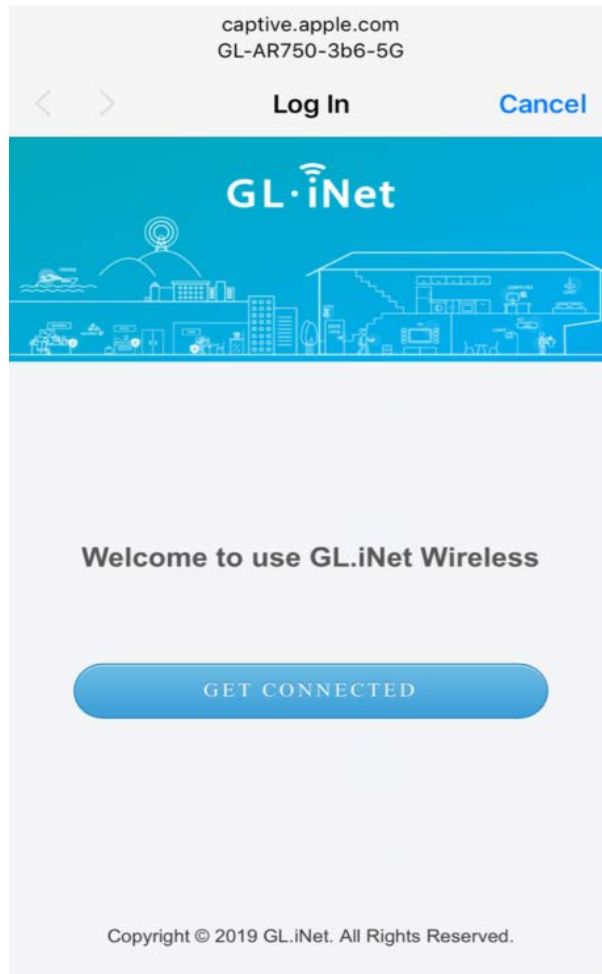 captive.apple.com
GL-AR750-3b6-5G
Log In
Cancel
GL·iNet
Welcome to use GL.iNet Wireless
GET CONNECTED
Copyright © 2019 GL.iNet. All Rights Reserved.